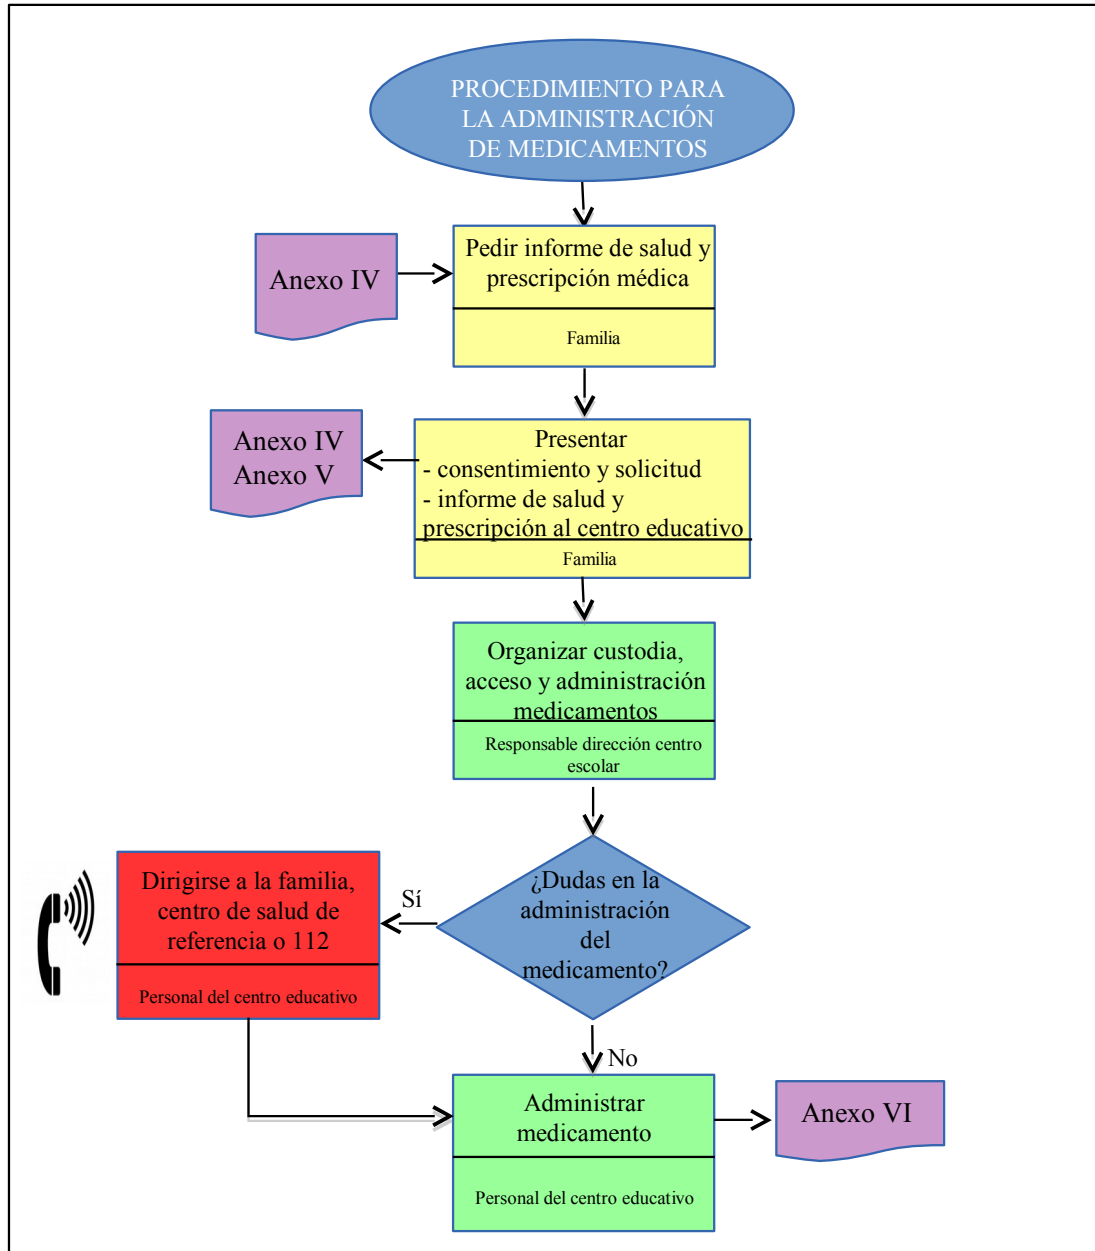 PROCEDIMIENTO PARA
LA ADMINISTRACIÓN
DE MEDICAMENTOS
Anexo IV
Pedir informe de salud y
prescripción médica
Familia
Anexo IV
Anexo V
Presentar
- consentimiento y solicitud
- informe de salud y
prescripción al centro educativo
Familia
Organizar custodia,
acceso y administración
medicamentos
Responsable dirección centro
escolar
¿Dudas en la
administración
del
medicamento?
Sí
Dirigirse a la familia,
centro de salud de
referencia o 112
Personal del centro educativo
No
Administrar
medicamento
Personal del centro educativo
Anexo VI